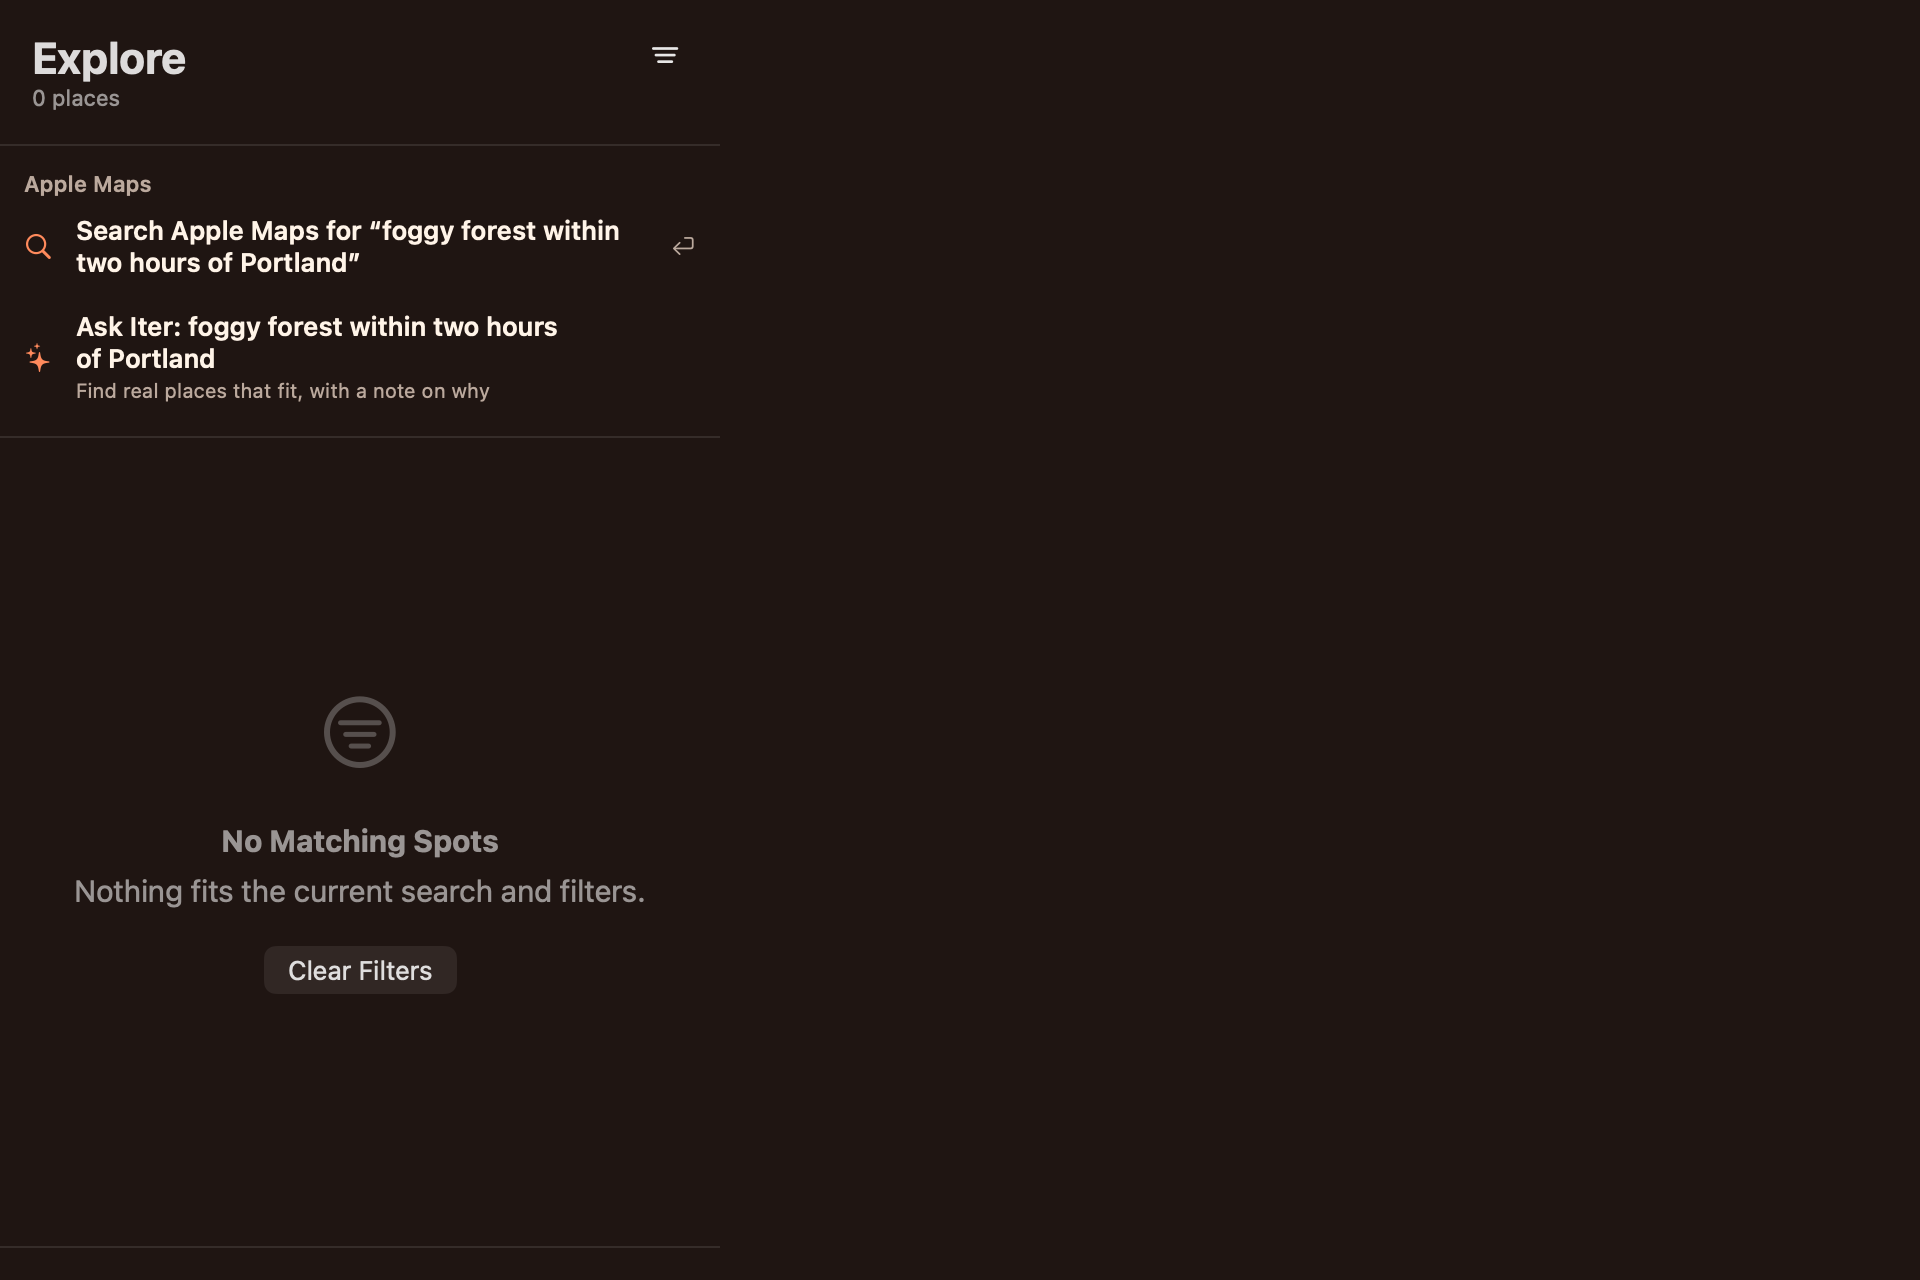 Explore
0 places
Apple Maps
Search Apple Maps for “foggy forest within
two hours of Portland”
Ask Iter: foggy forest within two hours
of Portland
Find real places that fit, with a note on why
No Matching Spots
Nothing fits the current search and filters.
Clear Filters